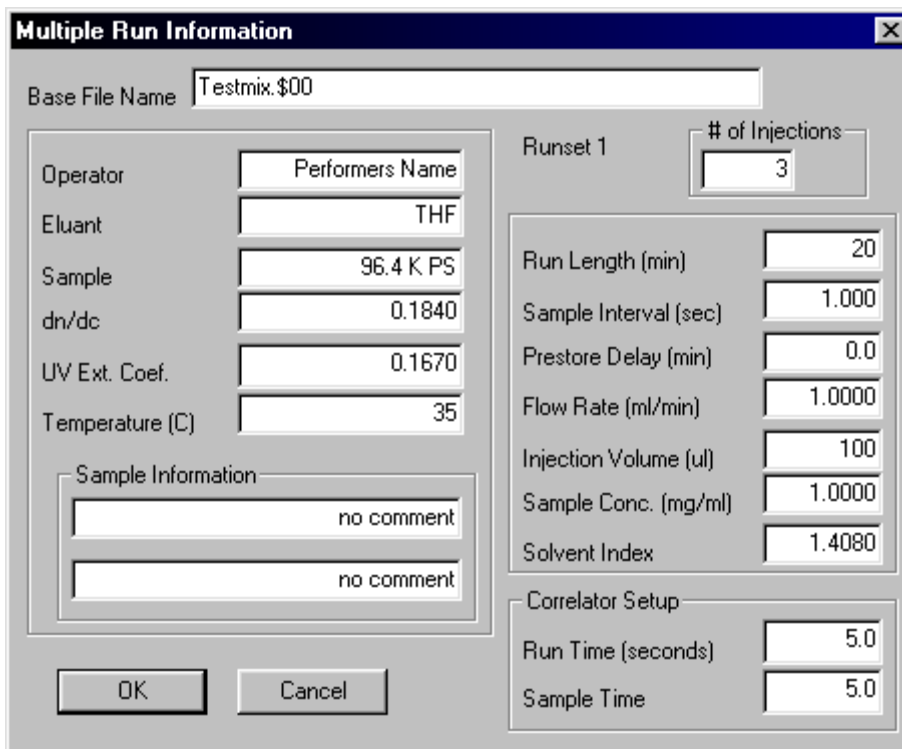 Multiple Run Information
Base File Name Testmix.$00
Operator Performers Name
Eluant THF
Sample 96.4 K PS
dn/dc 0.1840
UV Ext. Coef. 0.1670
Temperature (C) 35
Sample Information
no comment
no comment
OK Cancel
Runset 1
# of Injections
3
Run Length (min) 20
Sample Interval (sec) 1.000
Prestore Delay (min) 0.0
Flow Rate (ml/min) 1.0000
Injection Volume (ul) 100
Sample Conc. (mg/ml) 1.0000
Solvent Index 1.4080
Correlator Setup
Run Time (seconds) 5.0
Sample Time 5.0